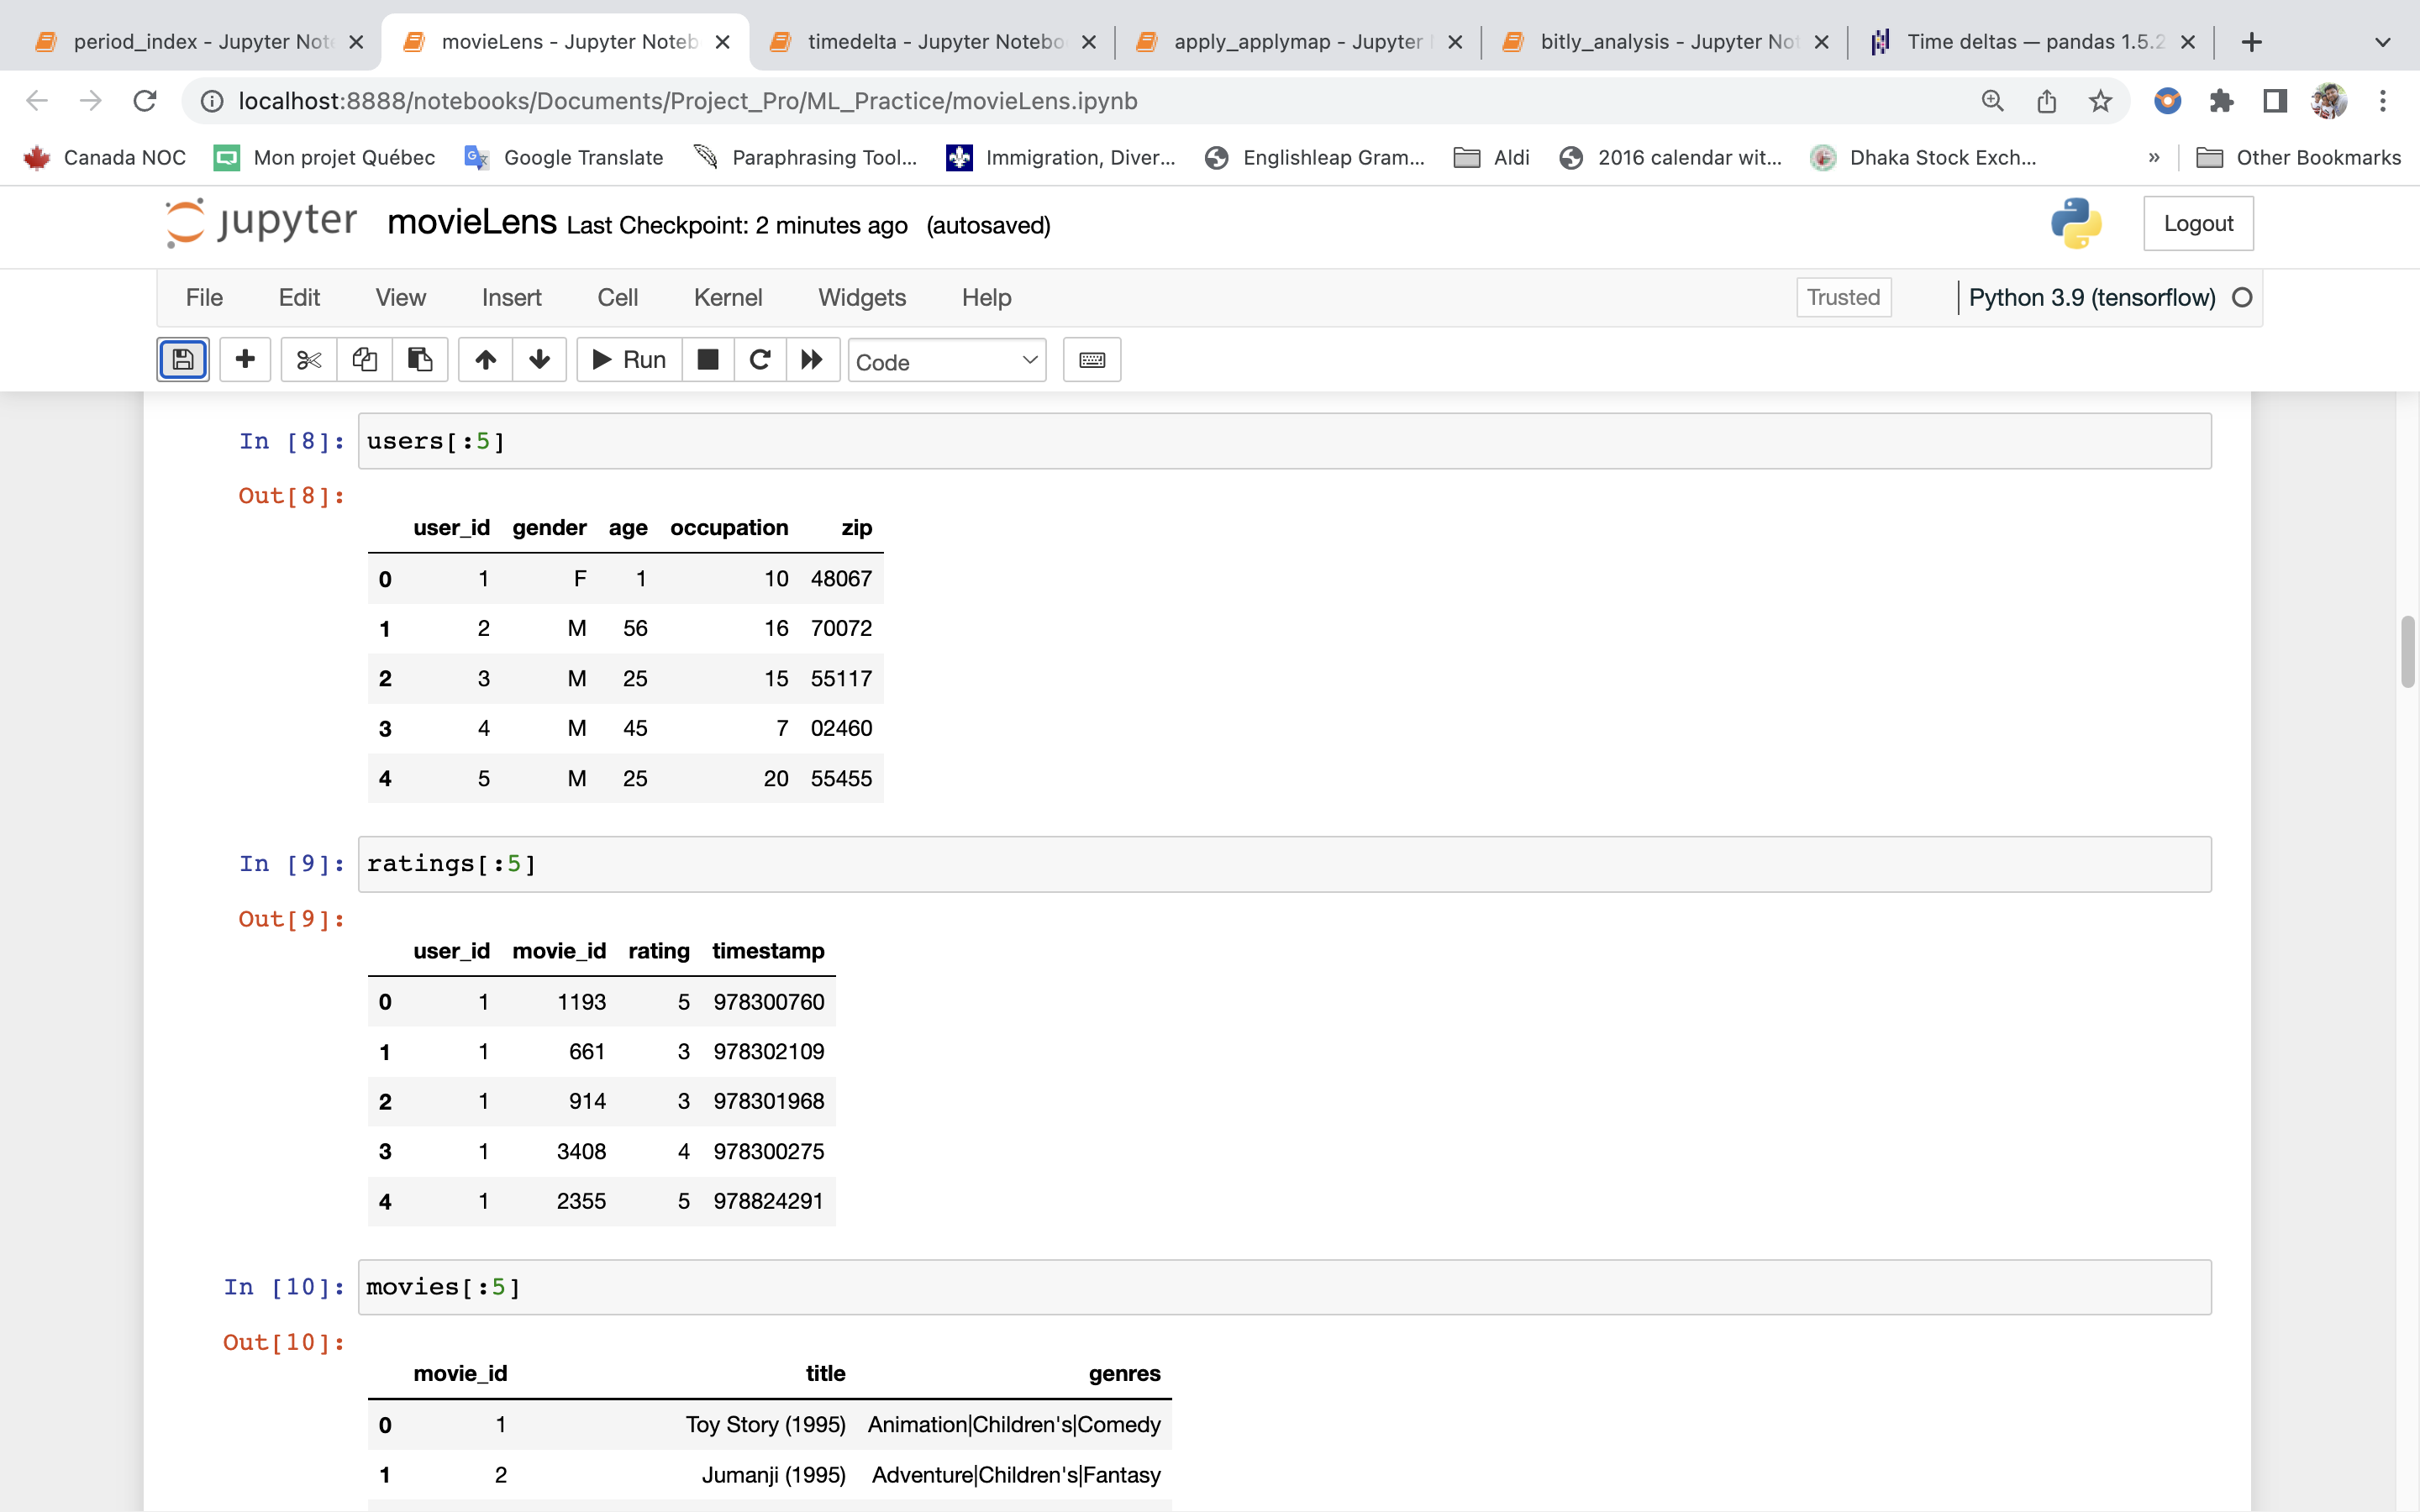 period_index - Jupyter Not
movieLens - Jupyter Noteb
timedelta - Jupyter Notebo
apply_applymap - Jupyter
bitly_analysis - Jupyter Not
Time deltas — pandas 1.5.2
localhost:8888/notebooks/Documents/Project_Pro/ML_Practice/movieLens.ipynb
Canada NOC Mon projet Québec Google Translate Paraphrasing Tool... Immigration, Diver... Englishleap Gram... Aldi 2016 calendar wit... Dhaka Stock Exch... » Other Bookmarks
jupyter movieLens Last Checkpoint: 2 minutes ago (autosaved) Logout
File Edit View Insert Cell Kernel Widgets Help Trusted Python 3.9 (tensorflow)
Run Code
In [8]: users[:5]
Out[8]:
user_id gender age occupation zip
0 1 F 1 10 48067
1 2 M 56 16 70072
2 3 M 25 15 55117
3 4 M 45 7 02460
4 5 M 25 20 55455
In [9]: ratings[:5]
Out[9]:
user_id movie_id rating timestamp
0 1 1193 5 978300760
1 1 661 3 978302109
2 1 914 3 978301968
3 1 3408 4 978300275
4 1 2355 5 978824291
In [10]: movies[:5]
Out[10]:
movie_id title genres
0 1 Toy Story (1995) Animation|Children's|Comedy
1 2 Jumanji (1995) Adventure|Children's|Fantasy